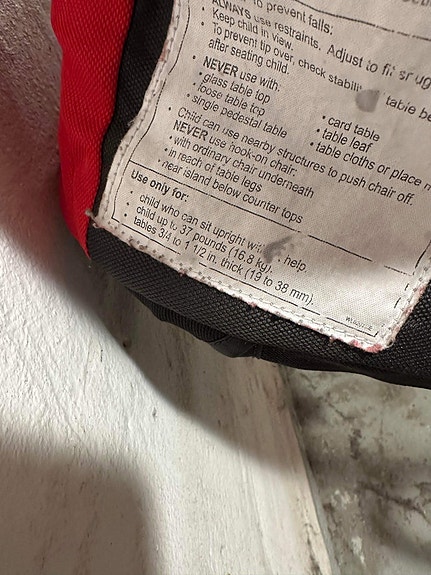 to prevent falls:
ALWAYS use restraints. Adjust to fit snug
• Keep child in view.
• To prevent tip over, check stability table be
after seating child.
• NEVER use with.
• glass table top
• loose table top
• single pedestal table
• card table
• table leaf
• table cloths or place
• Child can use nearby structures to push chair off.
NEVER use hook-on chair:
• with ordinary chair underneath
• in reach of table legs
• near island below counter tops
Use only for:
• child who can sit upright with help.
• child up to 37 pounds (16.8 kg).
• tables 3/4 to 1 1/2 in. thick (19 to 38 mm).